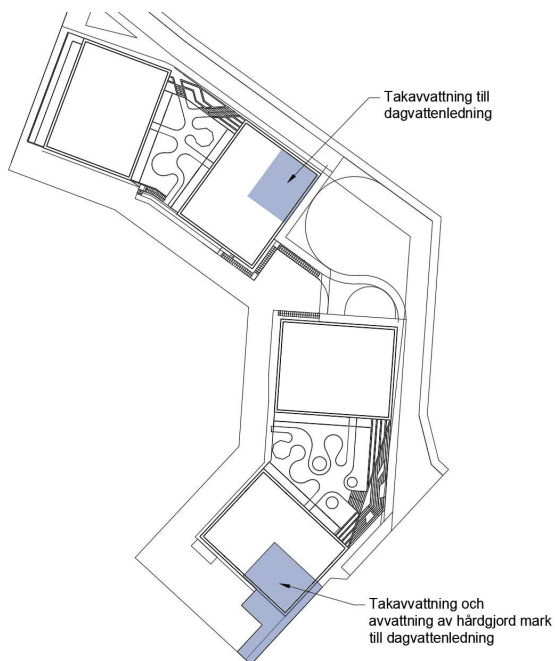 Takavvattning till
dagvattenledning
Takavvattning och
avvattning av hårdgjord mark
till dagvattenledning